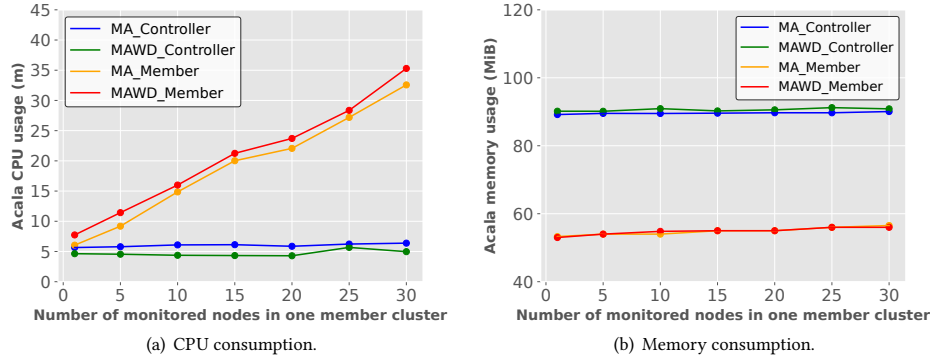 45
40
35
30
25
20
15
10
5
0
Acala CPU usage (m)
MA_Controller
MAWD_Controller
MA_Member
MAWD_Member
0 5 10 15 20 25 30
Number of monitored nodes in one member cluster
(a) CPU consumption.
120
100
80
60
40
Acala memory usage (MiB)
MA_Controller
MAWD_Controller
MA_Member
MAWD_Member
0 5 10 15 20 25 30
Number of monitored nodes in one member cluster
(b) Memory consumption.